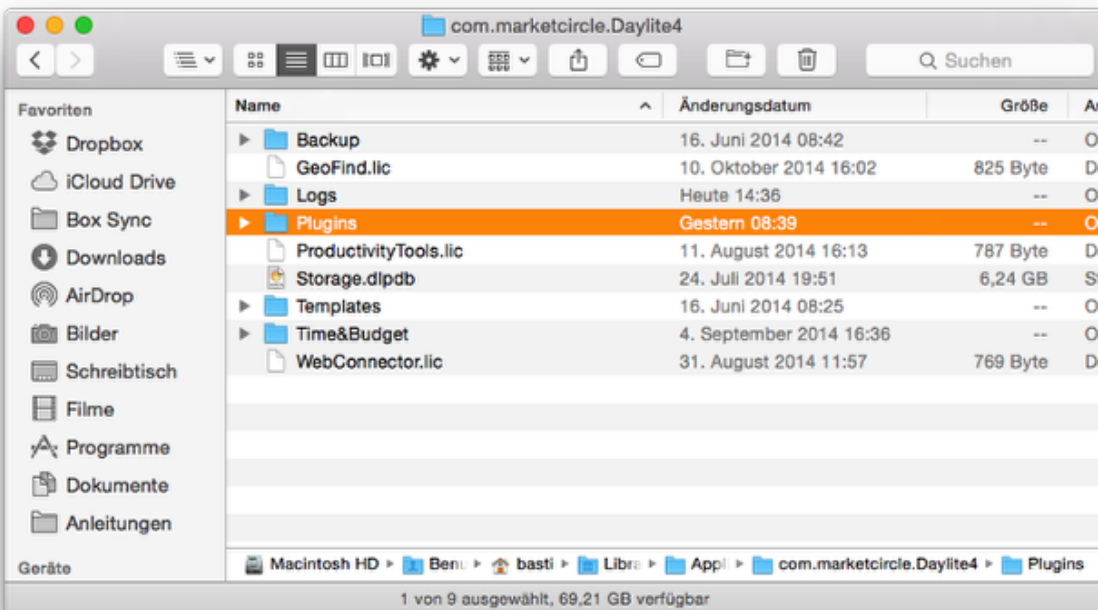 com.marketcircle.Daylite4
Suchen
Favoriten
Dropbox
iCloud Drive
Box Sync
Downloads
AirDrop
Bilder
Schreibtisch
Filme
Programme
Dokumente
Anleitungen
Geräte
Name Änderungsdatum Größe
Backup 16. Juni 2014 08:42 --
GeoFind.lic 10. Oktober 2014 16:02 825 Byte
Logs Heute 14:36 --
Plugins Gestern 08:39 --
ProductivityTools.lic 11. August 2014 16:13 787 Byte
Storage.dlpdb 24. Juli 2014 19:51 6,24 GB
Templates 16. Juni 2014 08:25 --
Time&Budget 4. September 2014 16:36 --
WebConnector.lic 31. August 2014 11:57 769 Byte
Macintosh HD Ben basti Libra Appl com.marketcircle.Daylite4 Plugins
1 von 9 ausgewählt, 69,21 GB verfügbar